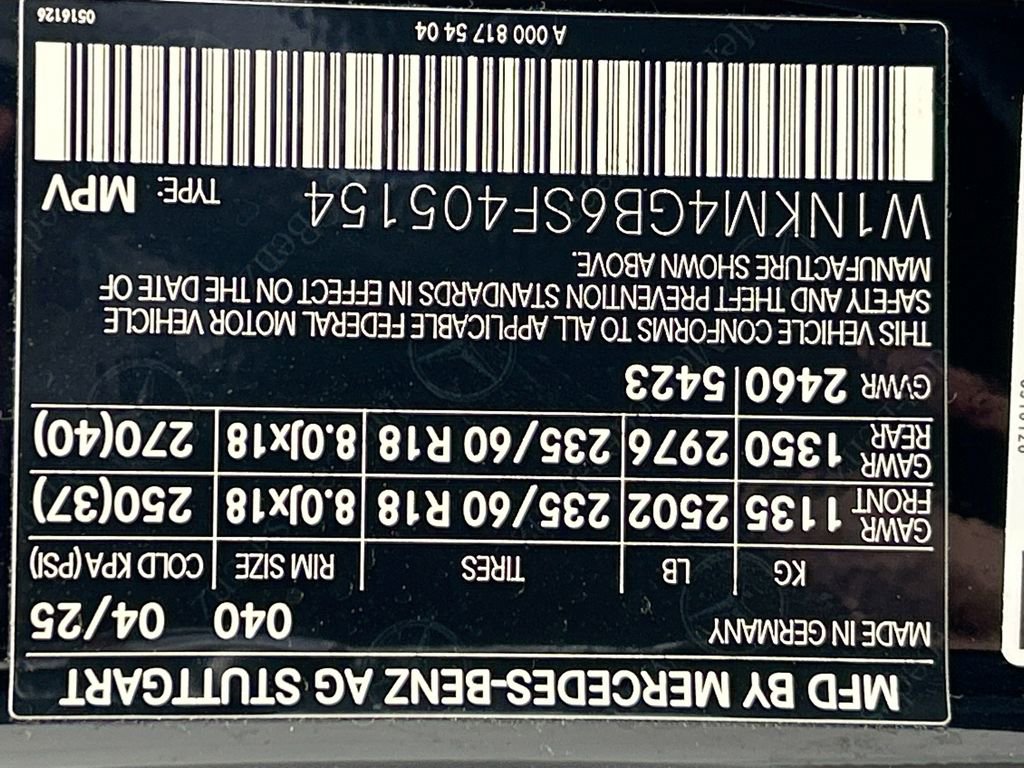 MFD BY MERCEDES-BENZ AG STUTTGART
MADE IN GERMANY 040 04/25
KG LB TIRES RIM SIZE COLD KPA(PSI)
GAWR FRONT 1135 2502 235/60 R18 8.0Jx18 250(37)
GAWR REAR 1350 2976 235/60 R18 8.0Jx18 270(40)
GVWR 2460 5423
THIS VEHICLE CONFORMS TO ALL APPLICABLE FEDERAL MOTOR VEHICLE
SAFETY AND THEFT PREVENTION STANDARDS IN EFFECT ON THE DATE OF
MANUFACTURE SHOWN ABOVE.
W1NKM4GB6SF405154 TYPE: MPV
A 000 817 54 04 051612б